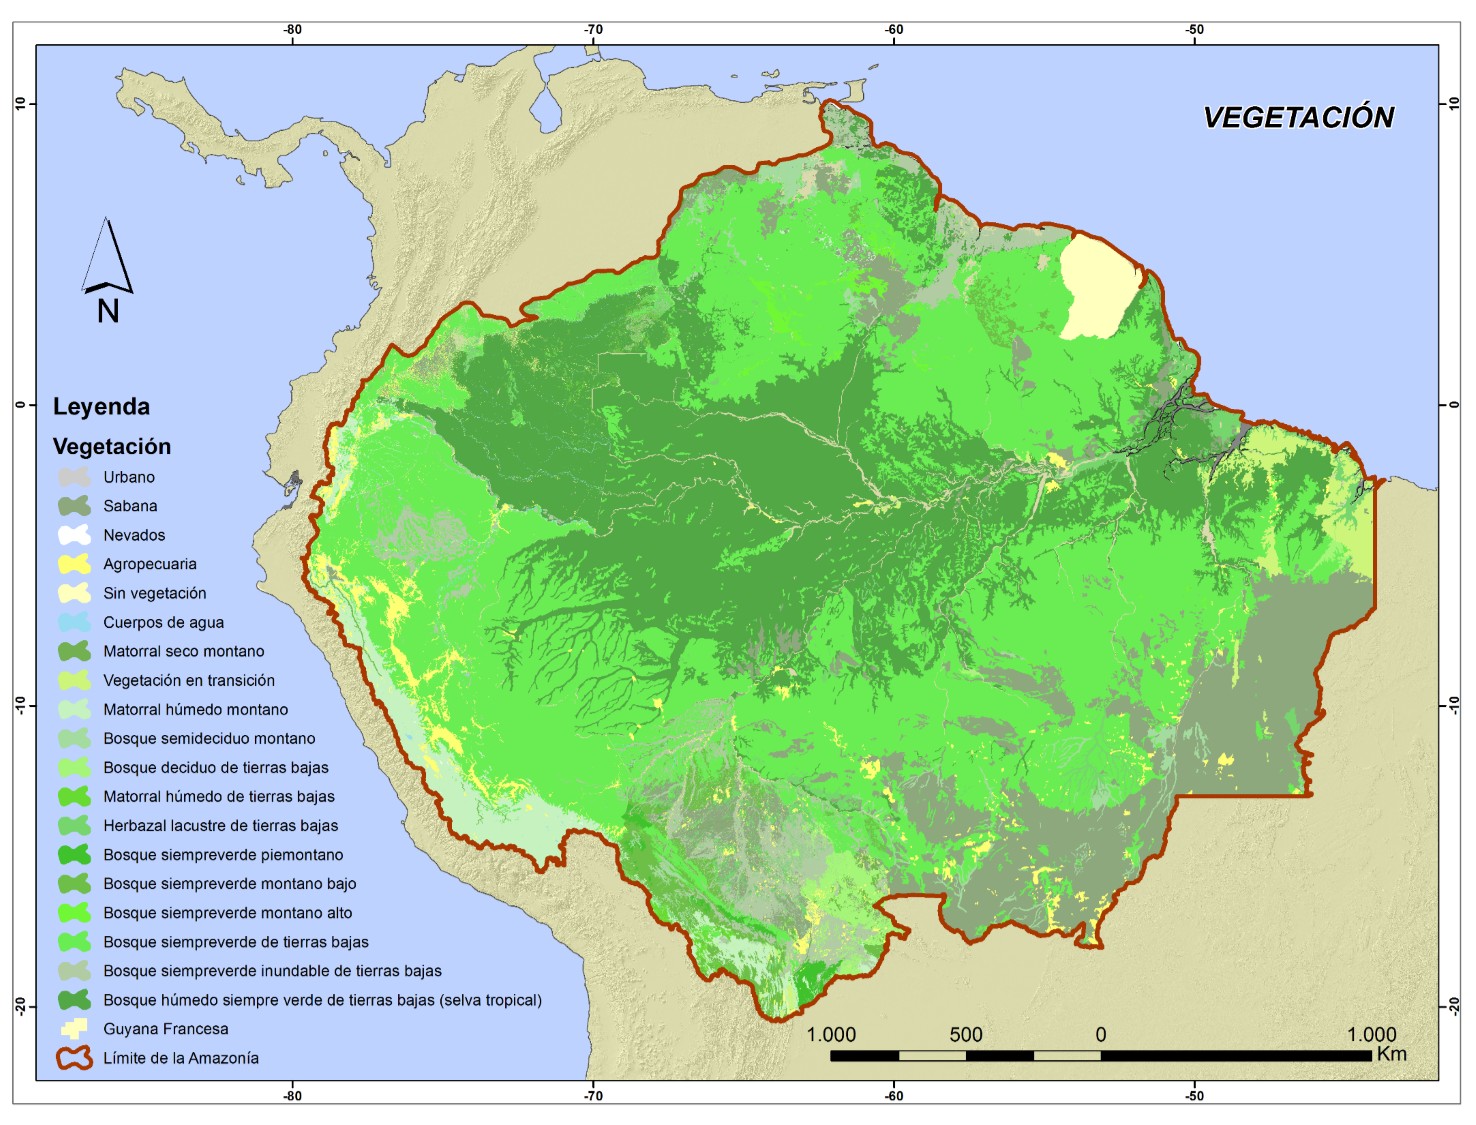 -80 -70 -60 -50
10 10
VEGETACIÓN
N
0 0
Leyenda
Vegetación
Urbano
Sabana
Nevados
Agropecuaria
Sin vegetación
Cuerpos de agua
Matorral seco montano
Vegetación en transición
Matorral húmedo montano
Bosque semideciduo montano
Bosque deciduo de tierras bajas
Matorral húmedo de tierras bajas
Herbazal lacustre de tierras bajas
Bosque siempreverde piemontano
Bosque siempreverde montano bajo
Bosque siempreverde montano alto
Bosque siempreverde de tierras bajas
Bosque siempreverde inundable de tierras bajas
Bosque húmedo siempre verde de tierras bajas (selva tropical)
Guyana Francesa
Límite de la Amazonía
-10 -10
-20 -20
1.000 500 0 1.000
Km
-80 -70 -60 -50